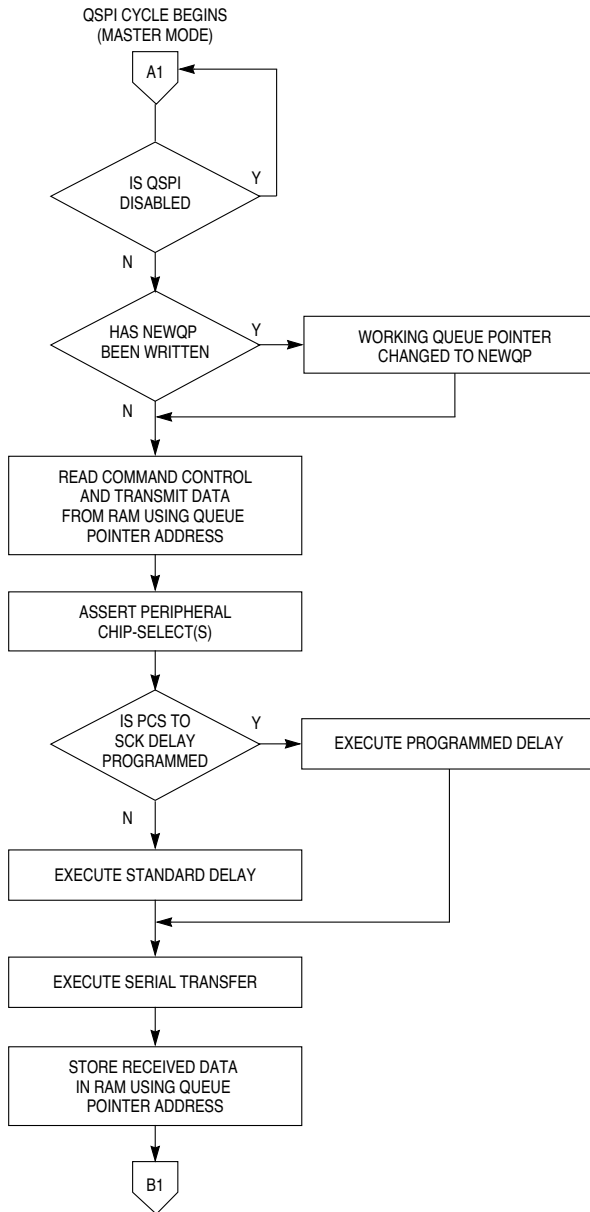 QSPI CYCLE BEGINS
(MASTER MODE)
A1
IS QSPI
DISABLED
Y
N
HAS NEWQP
BEEN WRITTEN
Y
WORKING QUEUE POINTER
CHANGED TO NEWQP
N
READ COMMAND CONTROL
AND TRANSMIT DATA
FROM RAM USING QUEUE
POINTER ADDRESS
ASSERT PERIPHERAL
CHIP-SELECT(S)
IS PCS TO
SCK DELAY
PROGRAMMED
Y
EXECUTE PROGRAMMED DELAY
N
EXECUTE STANDARD DELAY
EXECUTE SERIAL TRANSFER
STORE RECEIVED DATA
IN RAM USING QUEUE
POINTER ADDRESS
B1